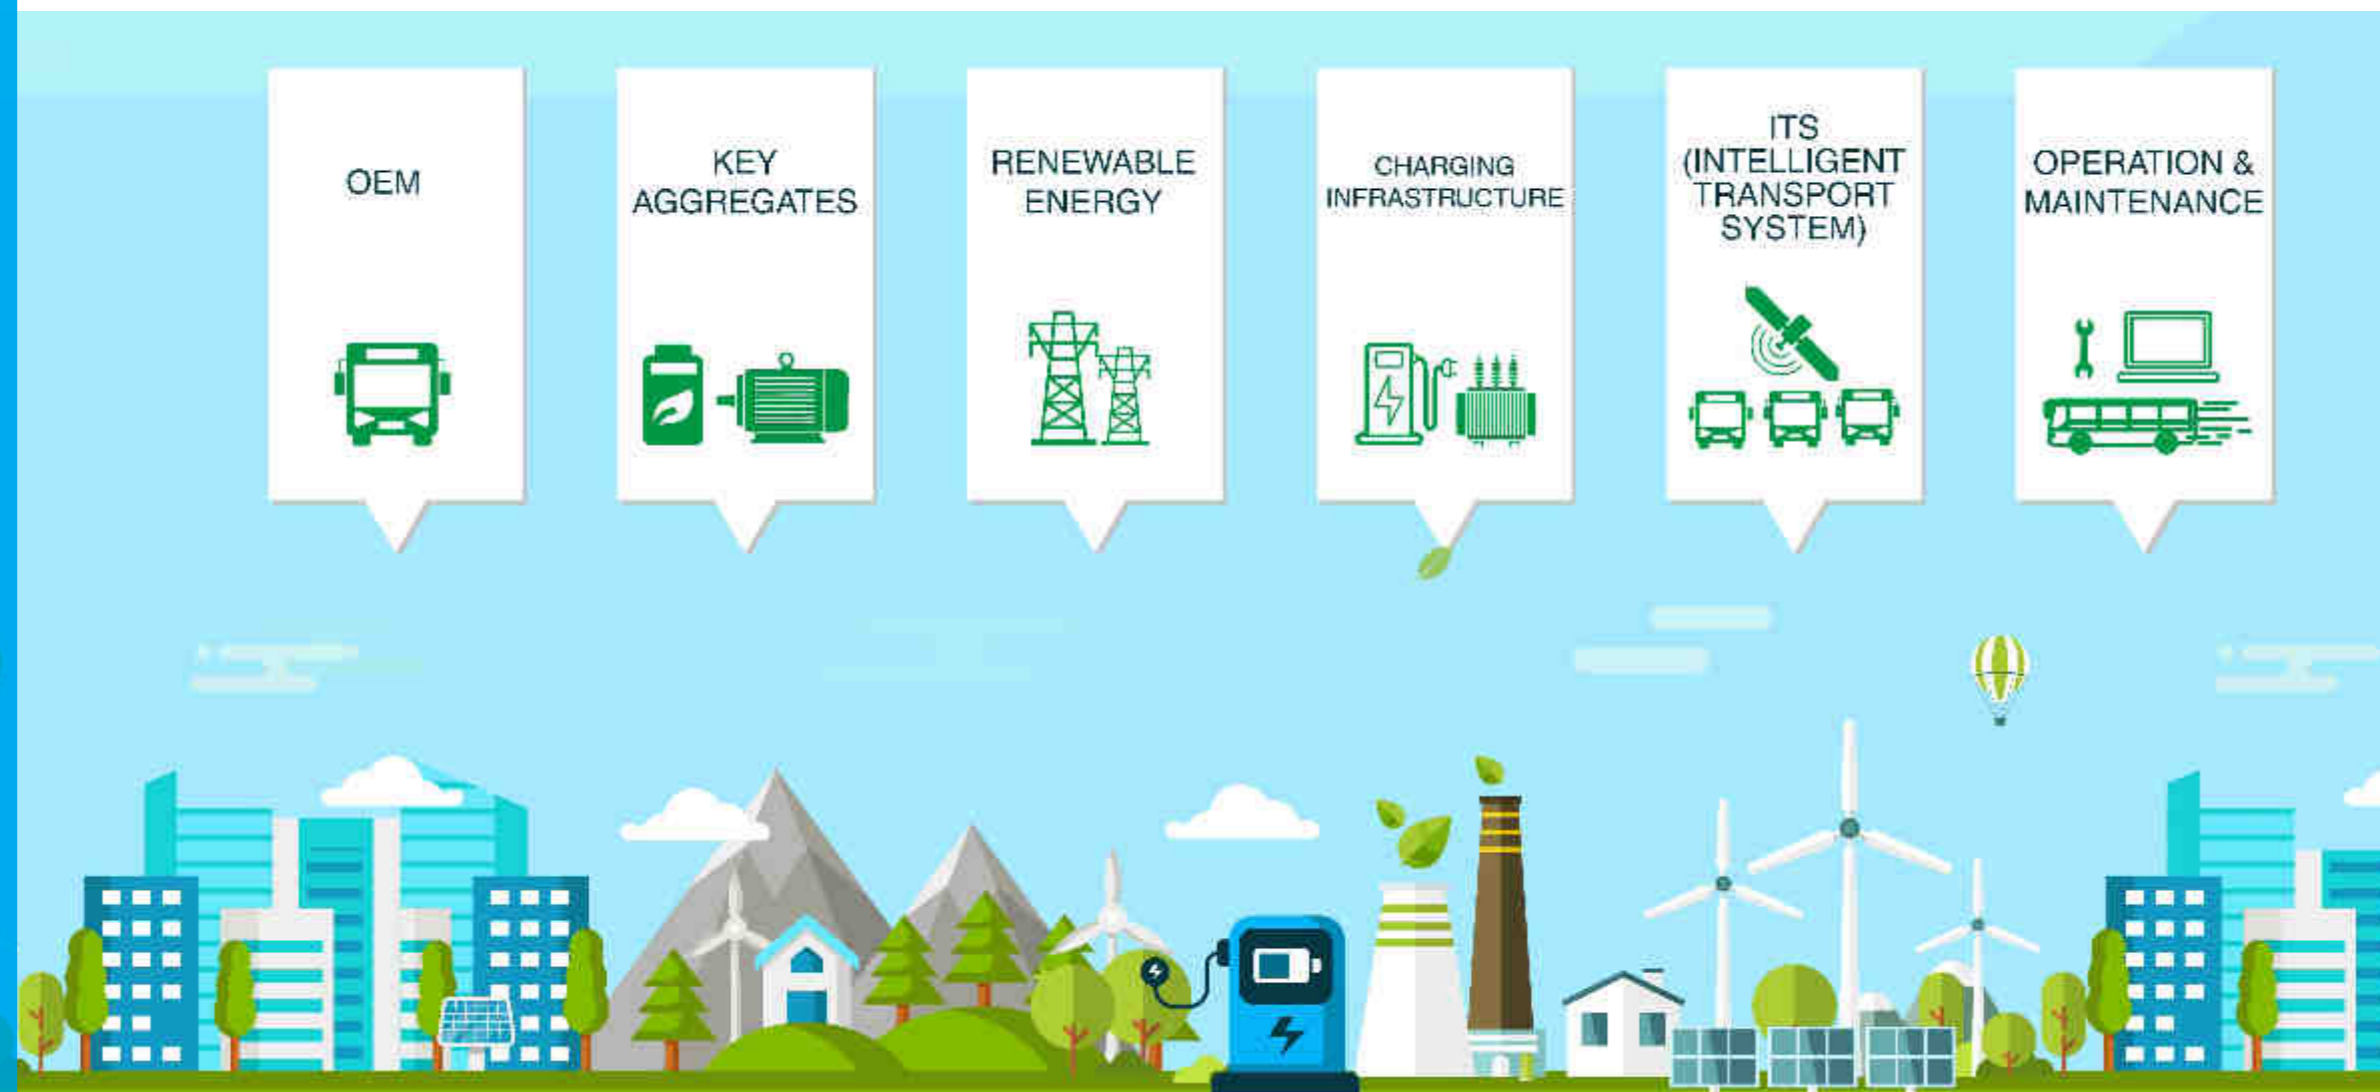 OEM
KEY
AGGREGATES
RENEWABLE
ENERGY
CHARGING
INFRASTRUCTURE
ITS
(INTELLIGENT
TRANSPORT
SYSTEM)
OPERATION &
MAINTENANCE